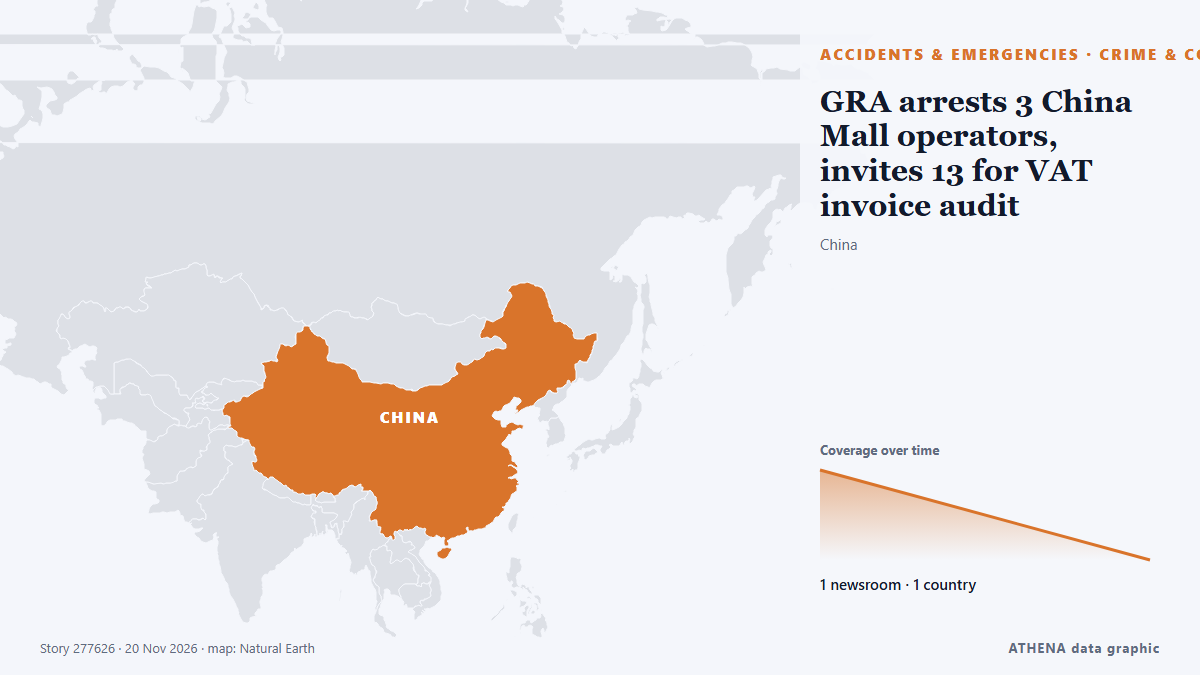 ACCIDENTS & EMERGENCIES · CRIME & CO
GRA arrests 3 China
Mall operators,
invites 13 for VAT
invoice audit
China
CHINA
Coverage over time
1 newsroom · 1 country
Story 277626 · 20 Nov 2026 · map: Natural Earth
ATHENA data graphic